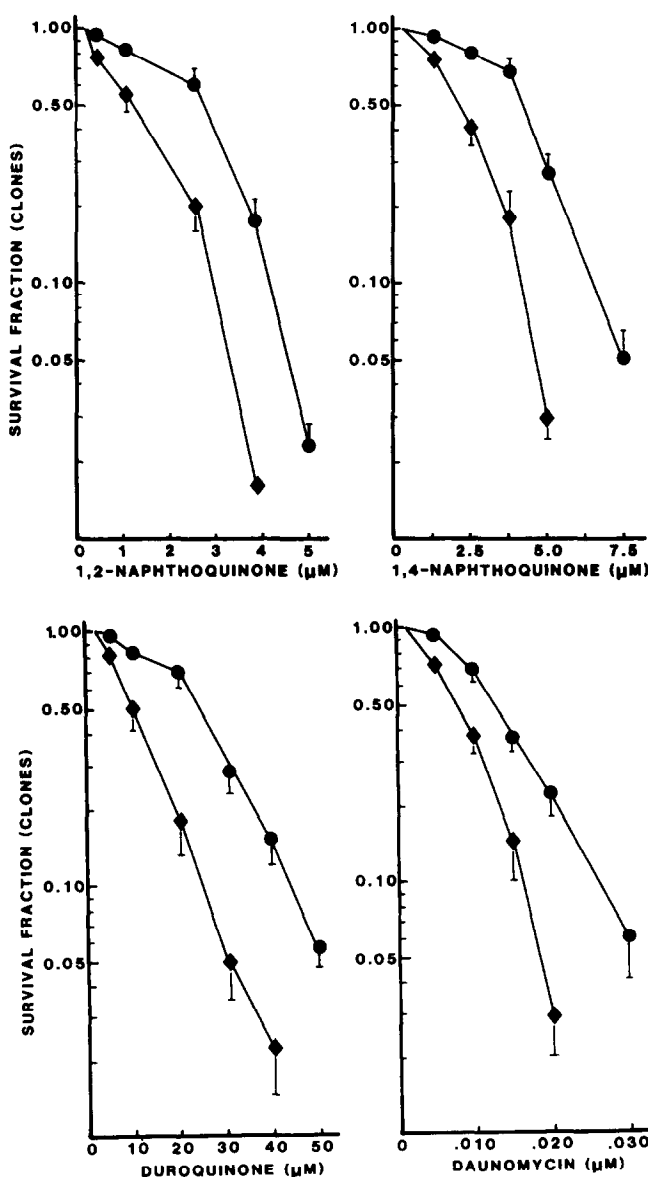 1.00
0.50
0.10
0.05
SURVIVAL FRACTION (CLONES)
0 1 2 3 4 5
1,2-NAPHTHOQUINONE (µM)
1.00
0.50
0.10
0.05
0 2.5 5.0 7.5
1,4-NAPHTHOQUINONE (µM)
1.00
0.50
0.10
0.05
SURVIVAL FRACTION (CLONES)
0 10 20 30 40 50
DUROQUINONE (µM)
1.00
0.50
0.10
0.05
0 .010 .020 .030
DAUNOMYCIN (µM)